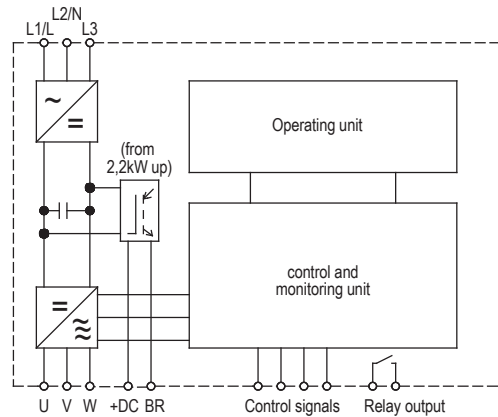 L2/N
L1/L L3
~
=
Operating unit
(from
2,2kW up)
control and
monitoring unit
=
≈
U V W +DC BR Control signals Relay output